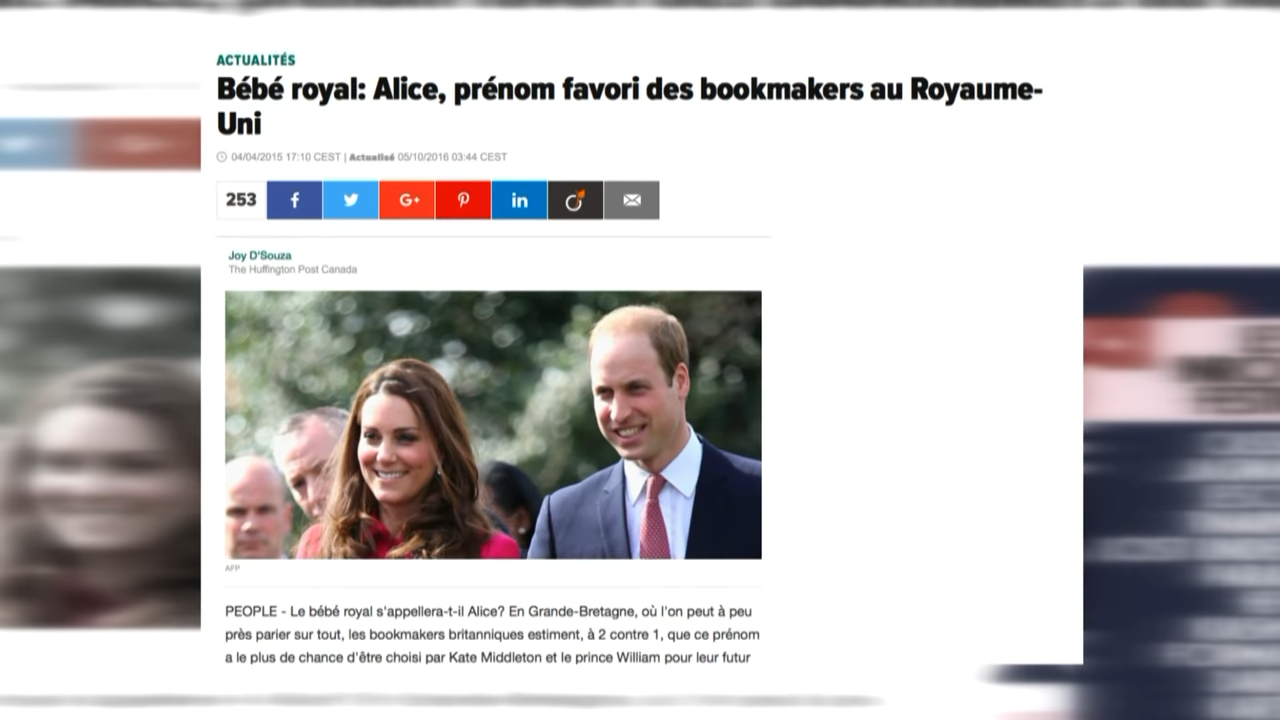 ACTUALITÉS
Bébé royal: Alice, prénom favori des bookmakers au Royaume-
Uni
04/04/2015 17:10 CEST | Actualisé 05/10/2016 03:44 CEST
253
Joy D'Souza
The Huffington Post Canada
AFP
PEOPLE - Le bébé royal s'appellera-t-il Alice? En Grande-Bretagne, où l'on peut à peu
près parier sur tout, les bookmakers britanniques estiment, à 2 contre 1, que ce prénom
a le plus de chance d'être choisi par Kate Middleton et le prince William pour leur futur